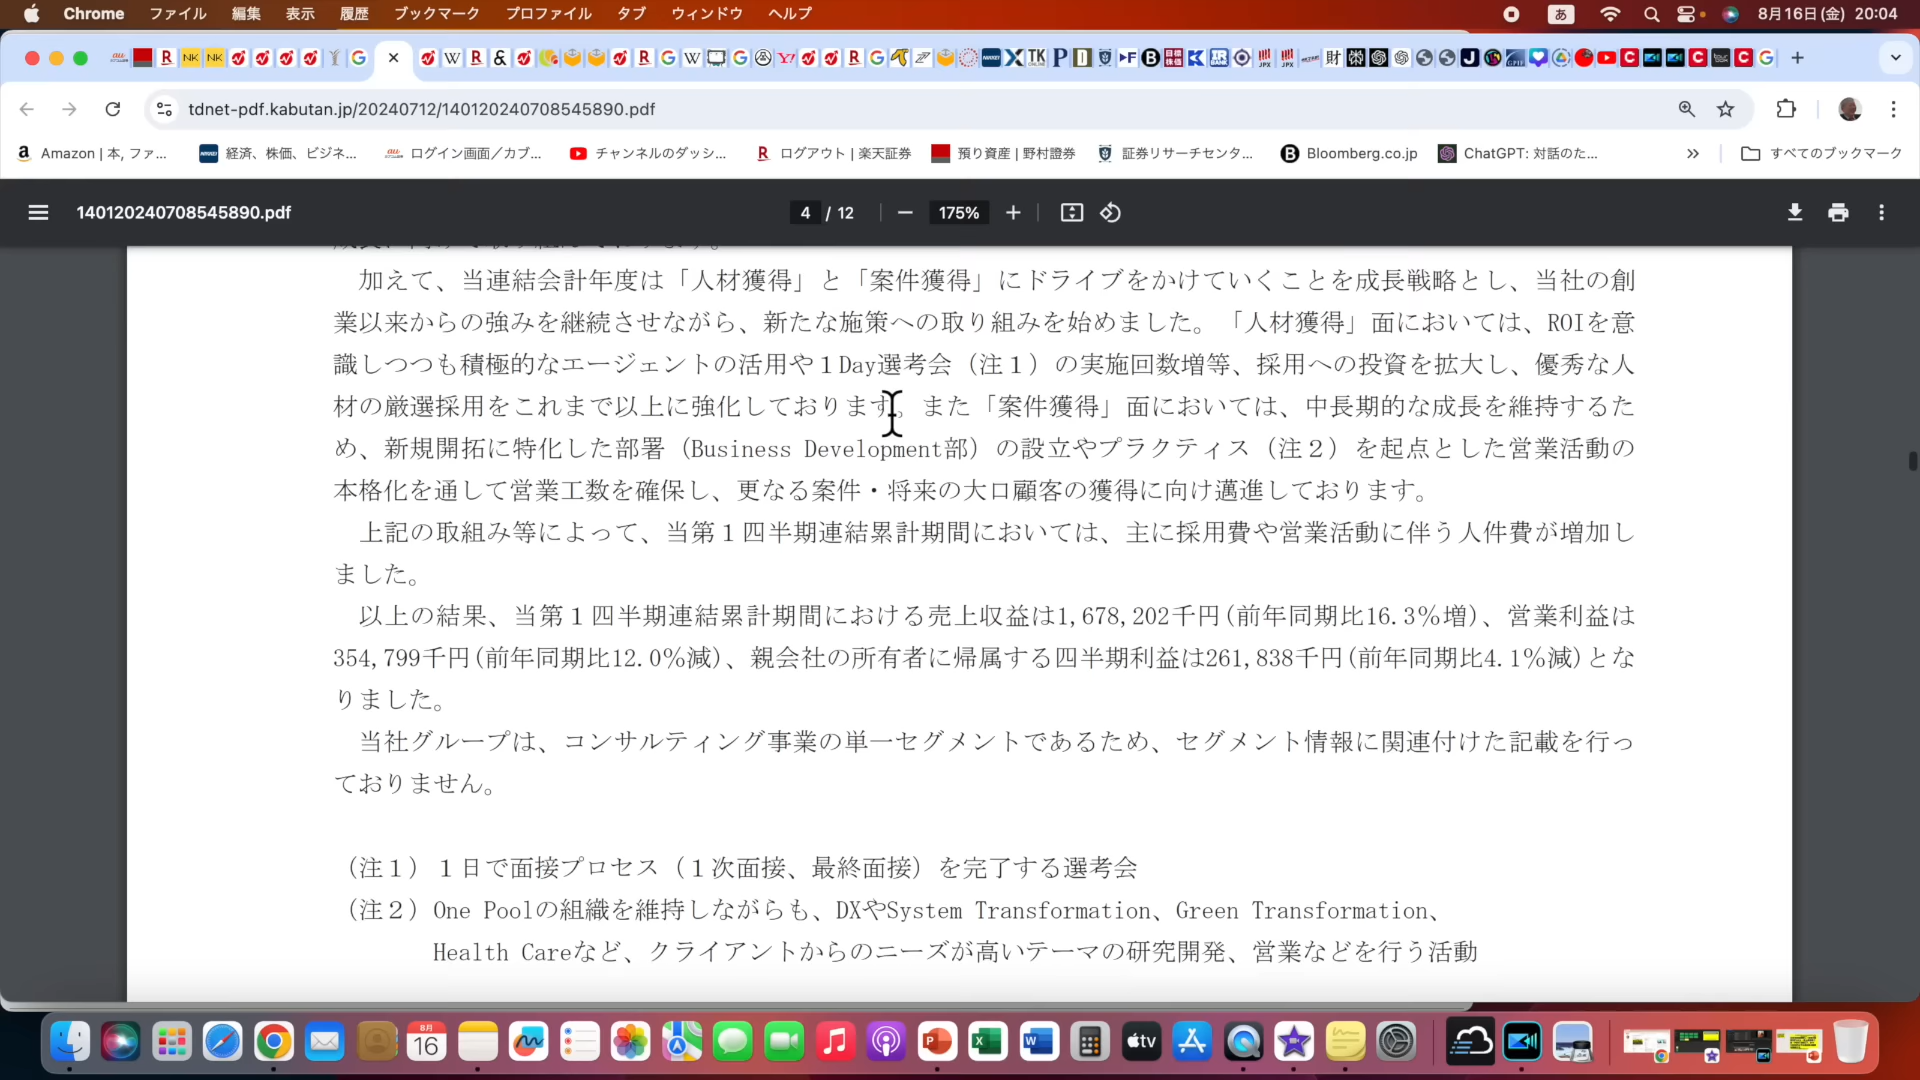 Chrome ファイル 編集 表示 履歴 ブックマーク プロファイル タブ ウィンドウ ヘルプ あ 8月16日(金) 20:04
tdnet-pdf.kabutan.jp/20240712/140120240708545890.pdf
Amazon | 本, ファ... 経済、株価、ビジネ... ログイン画面／カブ... チャンネルのダッシ... ログアウト | 楽天証券 預り資産 | 野村證券 証券リサーチセンタ... Bloomberg.co.jp ChatGPT: 対話のた... » すべてのブックマーク
140120240708545890.pdf 4 / 12 175%
加えて、当連結会計年度は「人材獲得」と「案件獲得」にドライブをかけていくことを成長戦略とし、当社の創
業以来からの強みを継続させながら、新たな施策への取り組みを始めました。「人材獲得」面においては、ROIを意
識しつつも積極的なエージェントの活用や１Day選考会（注１）の実施回数増等、採用への投資を拡大し、優秀な人
材の厳選採用をこれまで以上に強化しております。また「案件獲得」面においては、中長期的な成長を維持するた
め、新規開拓に特化した部署（Business Development部）の設立やプラクティス（注２）を起点とした営業活動の
本格化を通して営業工数を確保し、更なる案件・将来の大口顧客の獲得に向け邁進しております。
上記の取組み等によって、当第１四半期連結累計期間においては、主に採用費や営業活動に伴う人件費が増加し
ました。
以上の結果、当第１四半期連結累計期間における売上収益は1,678,202千円(前年同期比16.3％増)、営業利益は
354,799千円(前年同期比12.0％減)、親会社の所有者に帰属する四半期利益は261,838千円(前年同期比4.1％減)とな
りました。
当社グループは、コンサルティング事業の単一セグメントであるため、セグメント情報に関連付けた記載を行っ
ておりません。
（注１）１日で面接プロセス（１次面接、最終面接）を完了する選考会
（注２）One Poolの組織を維持しながらも、DXやSystem Transformation、Green Transformation、
Health Careなど、クライアントからのニーズが高いテーマの研究開発、営業などを行う活動
8月
16
tv